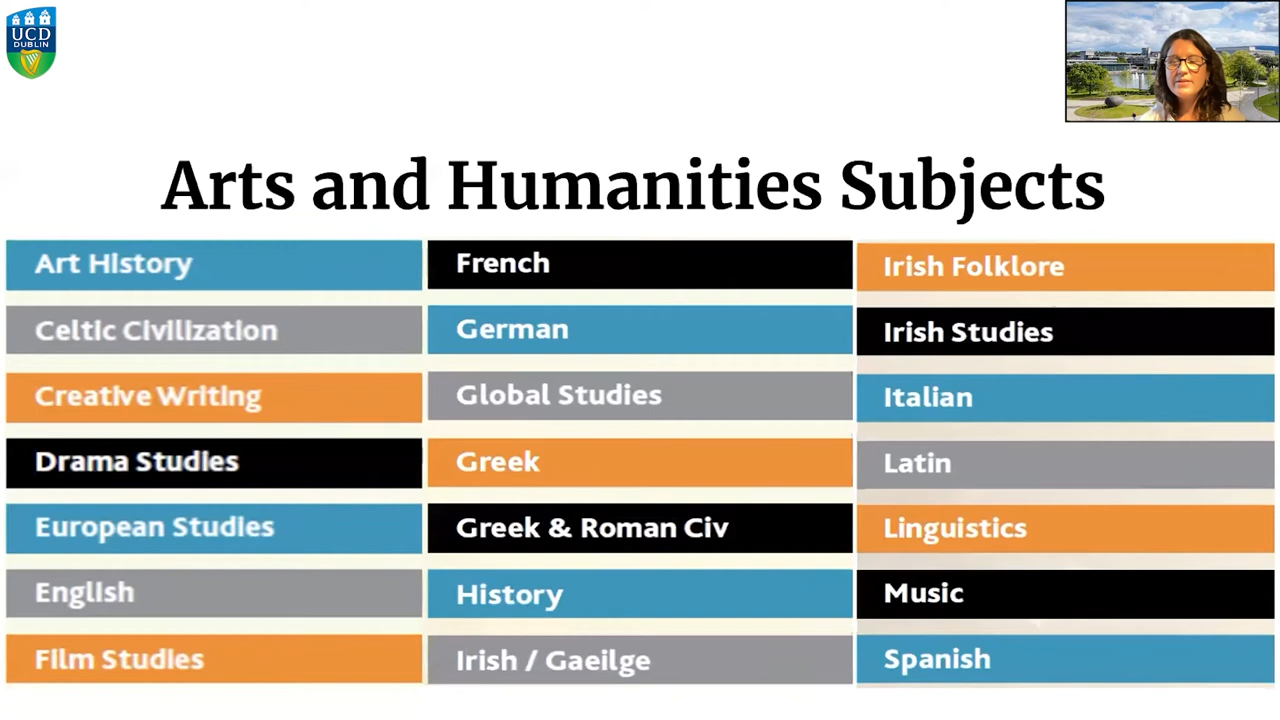 UCD
DUBLIN
Arts and Humanities Subjects
Art History
Celtic Civilization
Creative Writing
Drama Studies
European Studies
English
Film Studies
French
German
Global Studies
Greek
Greek & Roman Civ
History
Irish / Gaeilge
Irish Folklore
Irish Studies
Italian
Latin
Linguistics
Music
Spanish